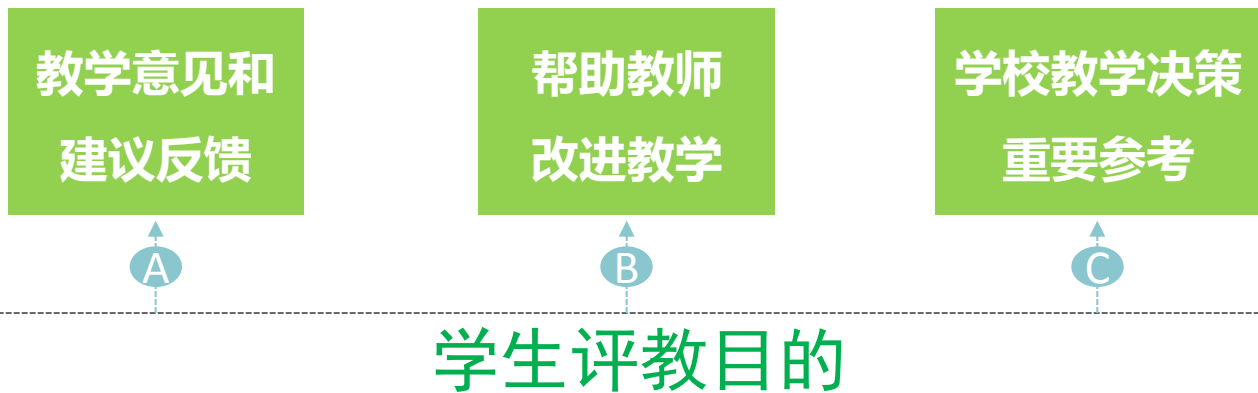 教学意见和
建议反馈
帮助教师
改进教学
学校教学决策
重要参考
A
B
C
学生评教目的